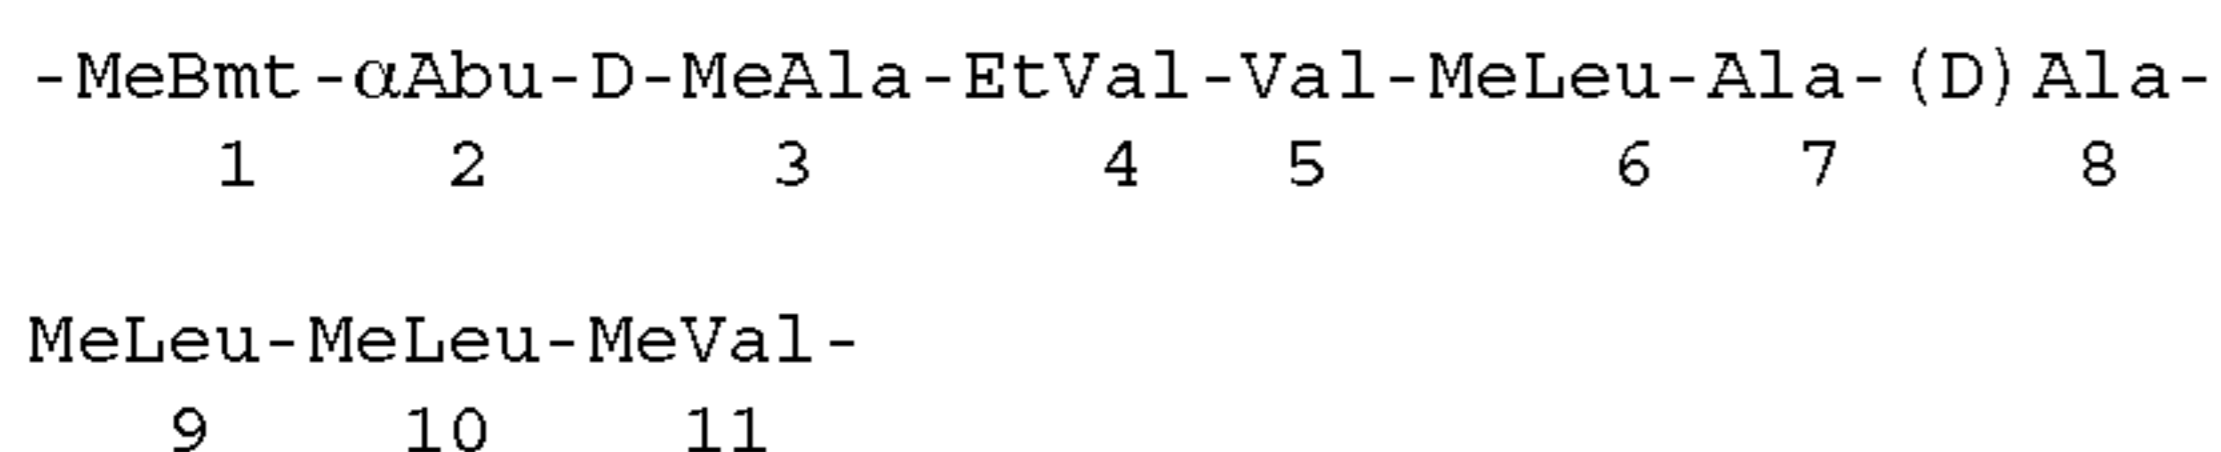 -MeBmt-αAbu-D-MeAla-EtVal-Val-MeLeu-Ala-(D)Ala-
1 2 3 4 5 6 7 8
MeLeu-MeLeu-MeVal-
9 10 11